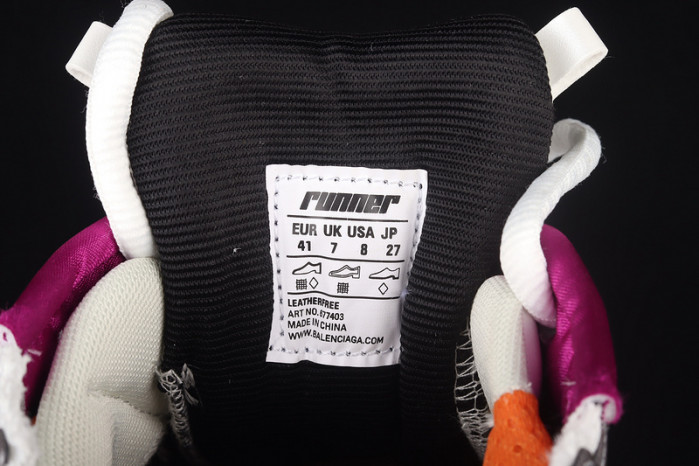 runner
EUR UK USA JP
41 7 8 27
LEATHERFREE
ART NO.677403
MADE IN CHINA
WWW.BALENCIAGA.COM